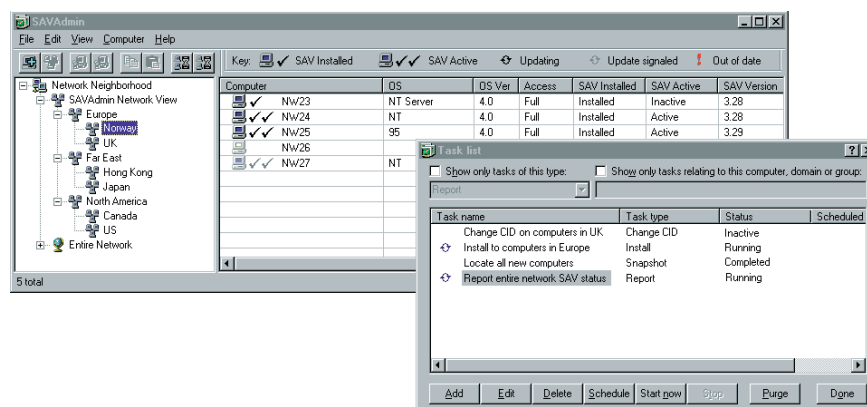 SAVAdmin
File Edit View Computer Help
Key: SAV Installed SAV Active Updating Update signaled Out of date
Network Neighborhood
SAVAdmin Network View
Europe
Norway
UK
Far East
Hong Kong
Japan
North America
Canada
US
Entire Network
Computer OS OS Ver Access SAV Installed SAV Active SAV Version
NW23 NT Server 4.0 Full Installed Inactive 3.28
NW24 NT 4.0 Full Installed Active 3.28
NW25 95 4.0 Full Installed Active 3.29
NW26
NW27 NT
5 total
Task list
Show only tasks of this type: Show only tasks relating to this computer, domain or group:
Report
Task name Task type Status Scheduled
Change CID on computers in UK Change CID Inactive
Install to computers in Europe Install Running
Locate all new computers Snapshot Completed
Report entire network SAV status Report Running
Add Edit Delete Schedule Start now Stop Purge Done